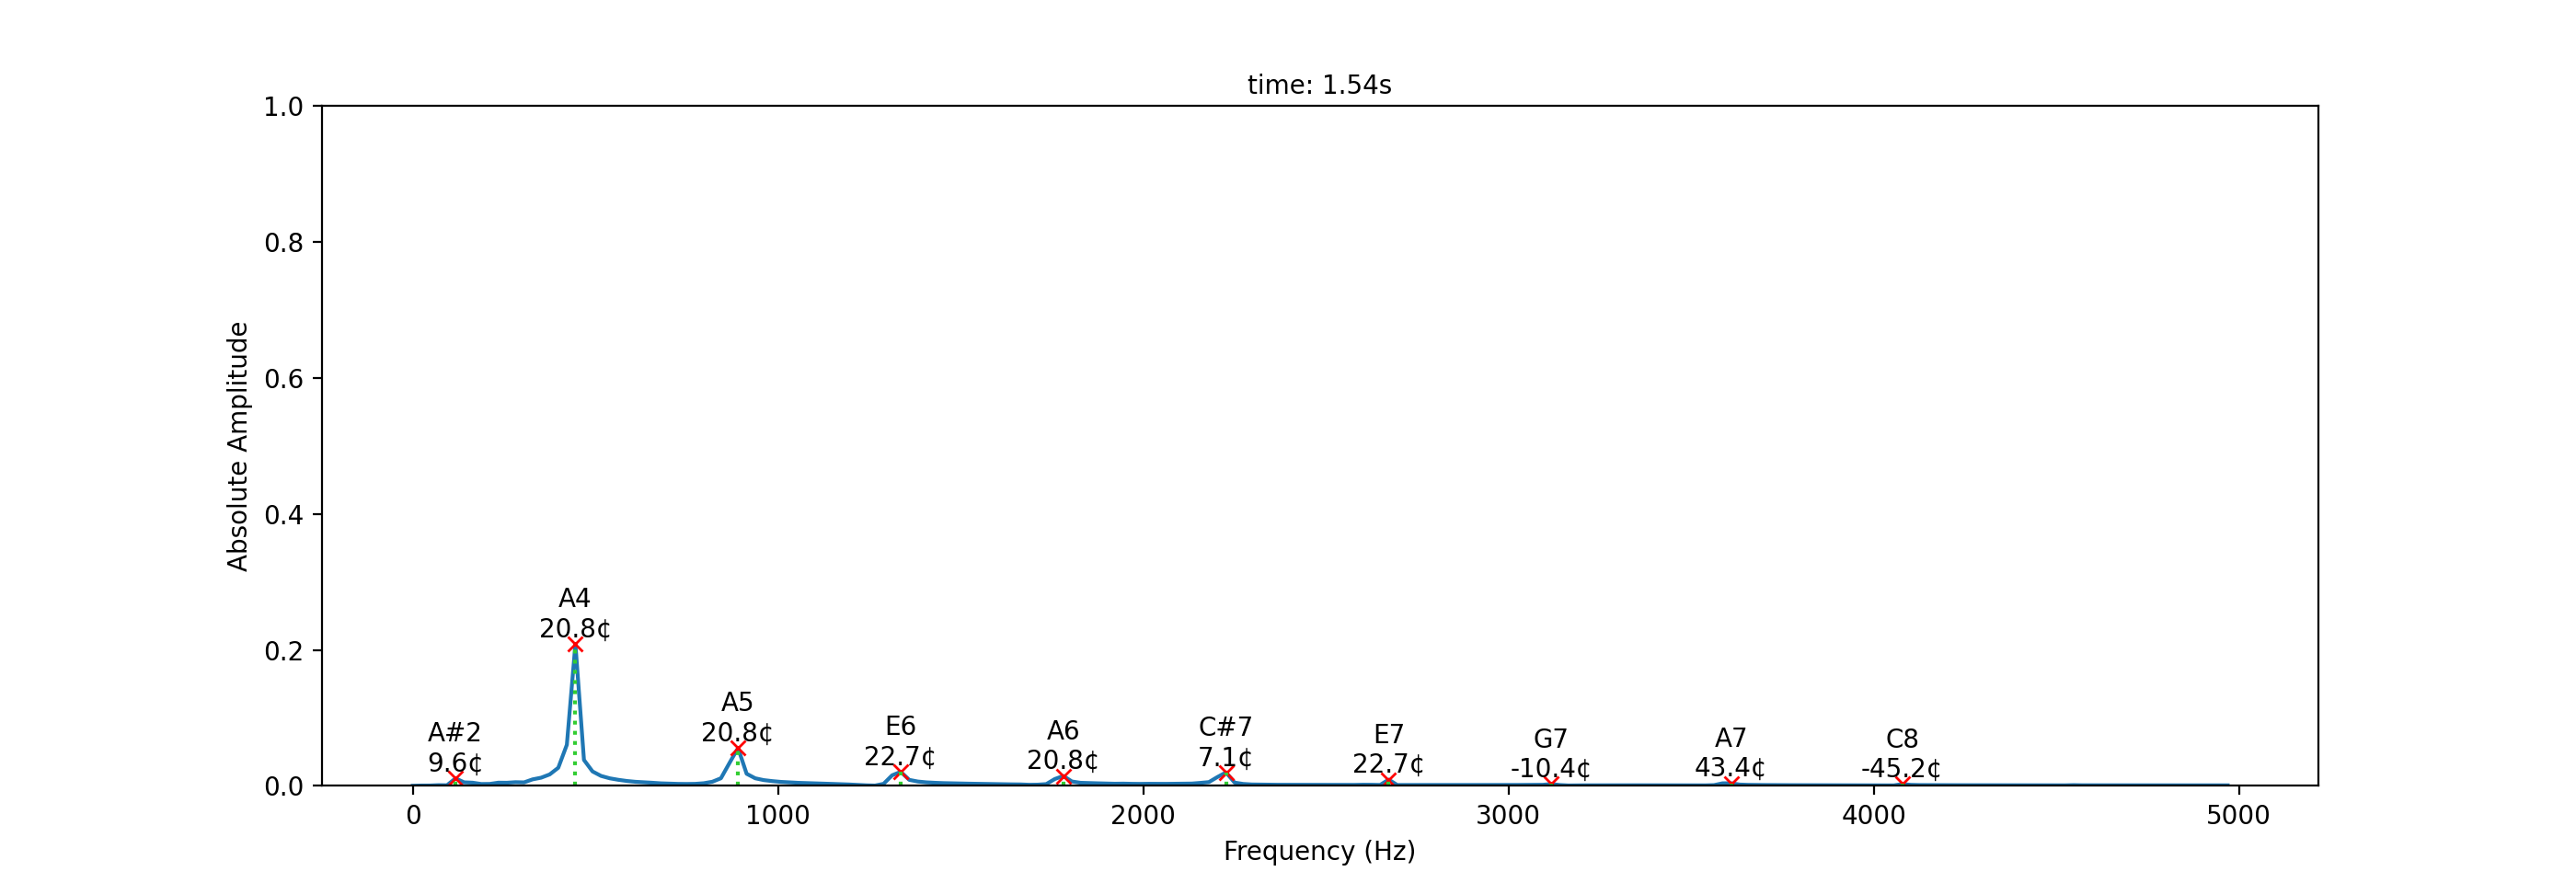 time: 1.54s
1.0
0.8
0.6
0.4
0.2
0.0
Absolute Amplitude
A#2
9.6¢
A4
20.8¢
A5
20.8¢
E6
22.7¢
A6
20.8¢
C#7
7.1¢
E7
22.7¢
G7
-10.4¢
A7
43.4¢
C8
-45.2¢
0 1000 2000 3000 4000 5000
Frequency (Hz)